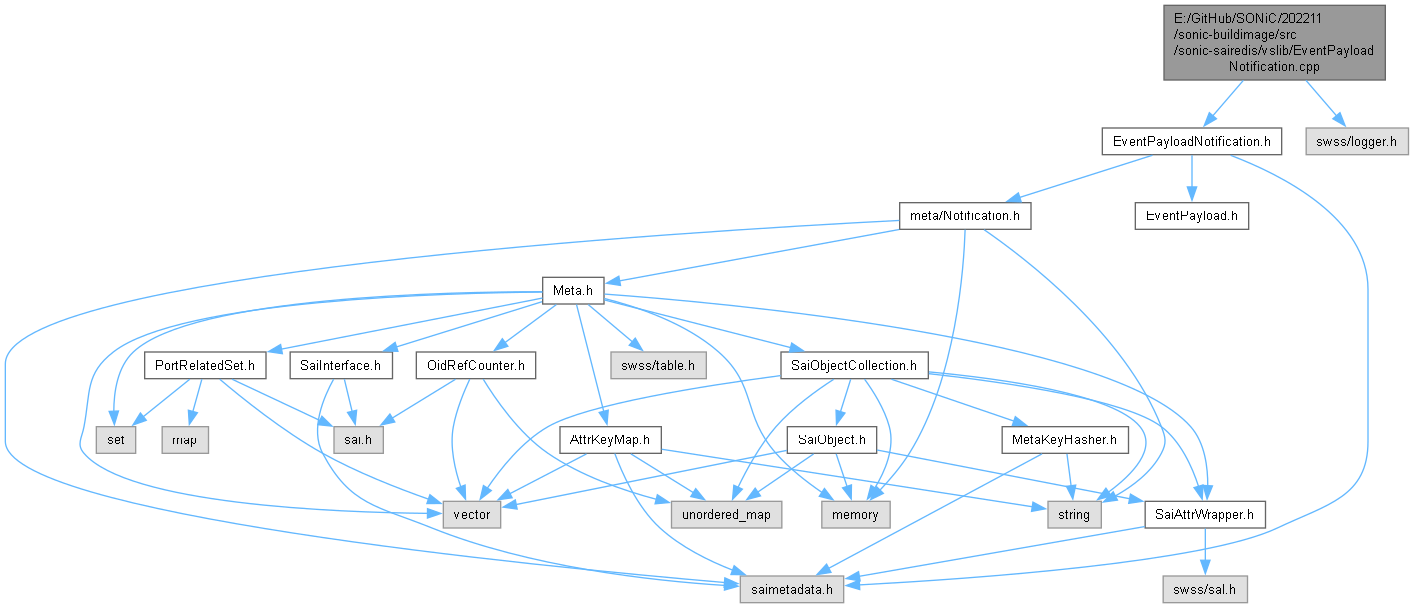 E:/GitHub/SONiC/202211
/sonic-buildimage/src
/sonic-sairedis/vslib/EventPayload
Notification.cpp
EventPayloadNotification.h
swss/logger.h
meta/Notification.h
EventPayload.h
Meta.h
PortRelatedSet.h
SaiInterface.h
OidRefCounter.h
swss/table.h
SaiObjectCollection.h
set
map
sai.h
AttrKeyMap.h
SaiObject.h
MetaKeyHasher.h
vector
unordered_map
memory
string
SaiAttrWrapper.h
saimetadata.h
swss/sal.h